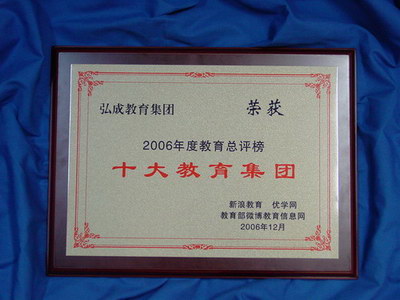 弘成教育集团 荣获
2006年度教育总评榜
十大教育集团
新浪教育 优学网
教育部微博教育信息网
2006年12月